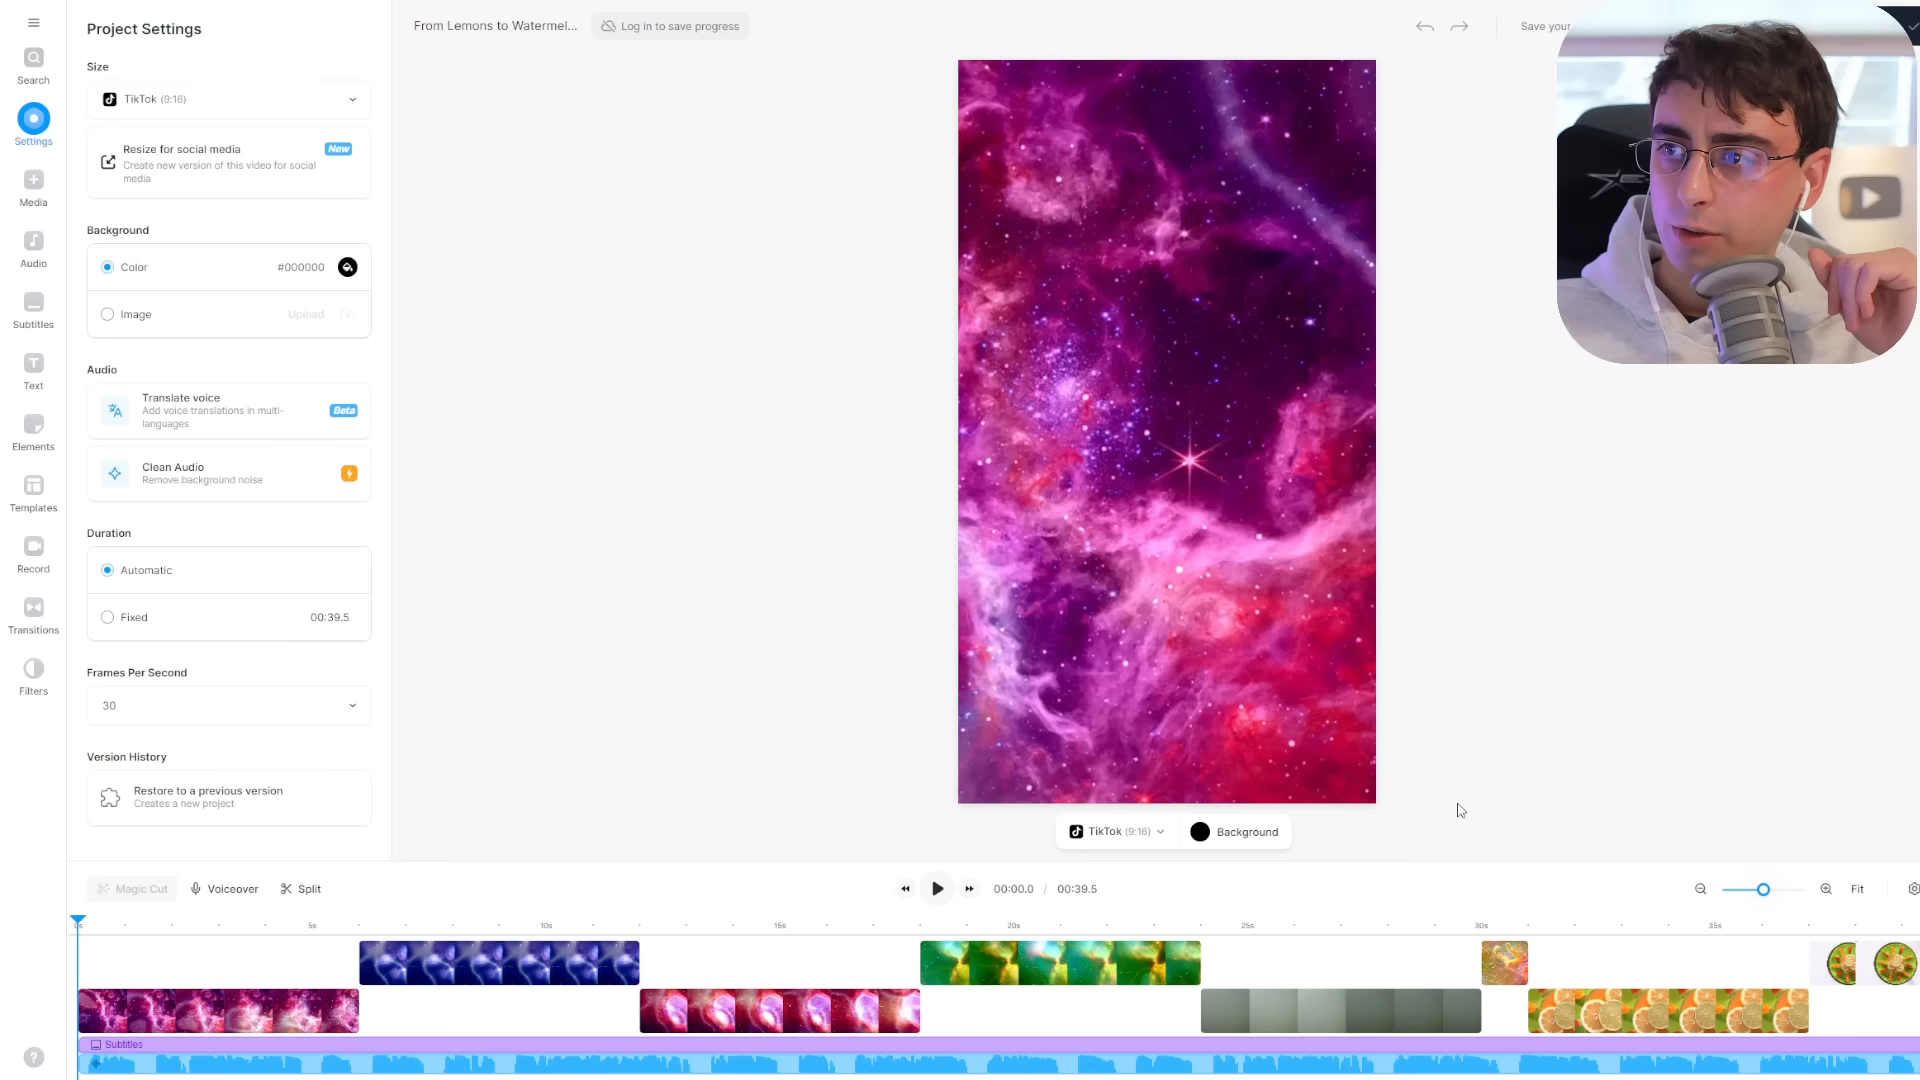 Project Settings
Size
TikTok (9:16)
Resize for social media
New
Create new version of this video for social
media
Background
Color
#000000
Image
Upload
Audio
Translate voice
Add voice translations in multi-
languages
Beta
Clean Audio
Remove background noise
Duration
Automatic
Fixed
00:39.5
Frames Per Second
30
Version History
Restore to a previous version
Creates a new project
Search
Settings
Media
Audio
Subtitles
Text
Elements
Templates
Record
Transitions
Filters
From Lemons to Watermel...
Log in to save progress
Save your
TikTok (9:16)
Background
Magic Cut
Voiceover
Split
00:00.0 / 00:39.5
Fit
5s
10s
15s
20s
25s
30s
35s
Subtitles